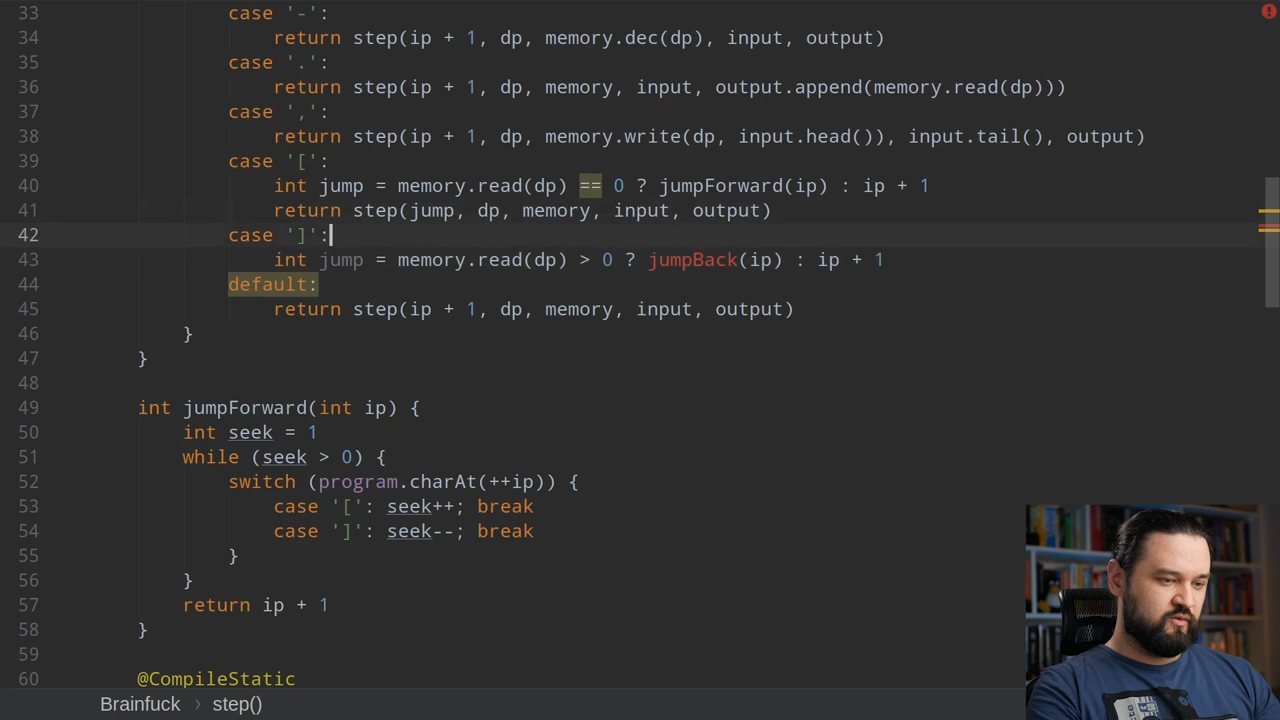 33 case '-':
34 return step(ip + 1, dp, memory.dec(dp), input, output)
35 case '.':
36 return step(ip + 1, dp, memory, input, output.append(memory.read(dp)))
37 case ',':
38 return step(ip + 1, dp, memory.write(dp, input.head()), input.tail(), output)
39 case '[':
40 int jump = memory.read(dp) == 0 ? jumpForward(ip) : ip + 1
41 return step(jump, dp, memory, input, output)
42 case ']':
43 int jump = memory.read(dp) > 0 ? jumpBack(ip) : ip + 1
44 default:
45 return step(ip + 1, dp, memory, input, output)
46 }
47 }
48
49 int jumpForward(int ip) {
50 int seek = 1
51 while (seek > 0) {
52 switch (program.charAt(++ip)) {
53 case '[': seek++; break
54 case ']': seek--; break
55 }
56 }
57 return ip + 1
58 }
59
60 @CompileStatic
Brainfuck › step()